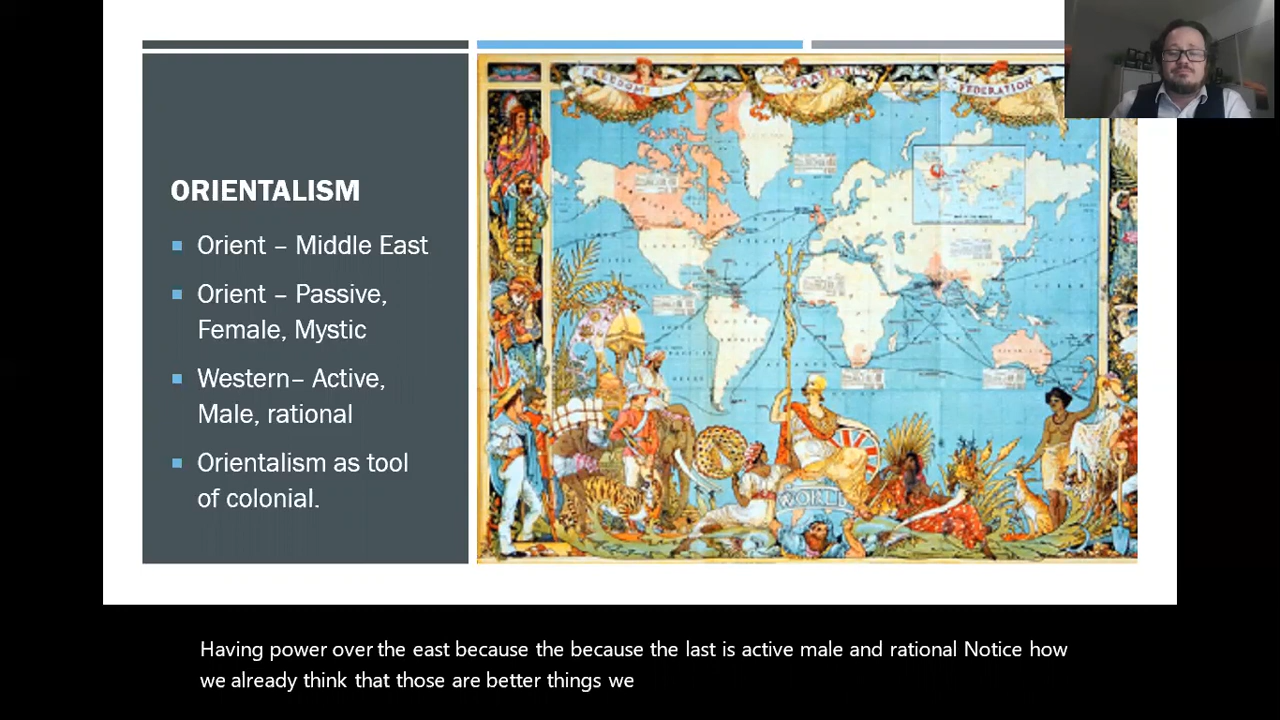 FEDERATION
ORIENTALISM
Orient – Middle East
Orient – Passive,
Female, Mystic
Western– Active,
Male, rational
Orientalism as tool
of colonial.
WORLD
Having power over the east because the because the last is active male and rational Notice how
we already think that those are better things we